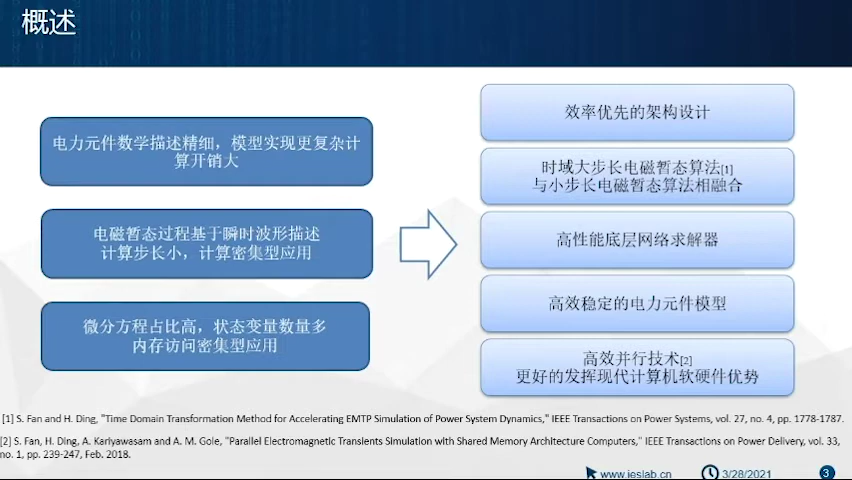 概述
电力元件数学描述精细，模型实现更复杂计
算开销大
电磁暂态过程基于瞬时波形描述
计算步长小，计算密集型应用
微分方程占比高，状态变量数量多
内存访问密集型应用
效率优先的架构设计
时域大步长电磁暂态算法[1]
与小步长电磁暂态算法相融合
高性能底层网络求解器
高效稳定的电力元件模型
高效并行技术[2]
更好的发挥现代计算机软硬件优势
[1] S. Fan and H. Ding, "Time Domain Transformation Method for Accelerating EMTP Simulation of Power System Dynamics," IEEE Transactions on Power Systems, vol. 27, no. 4, pp. 1778-1787.
[2] S. Fan, H. Ding, A. Kariyawasam and A. M. Gole, "Parallel Electromagnetic Transients Simulation with Shared Memory Architecture Computers," IEEE Transactions on Power Delivery, vol. 33,
no. 1, pp. 239-247, Feb. 2018.
www.ieslab.cn 3/28/2021 3